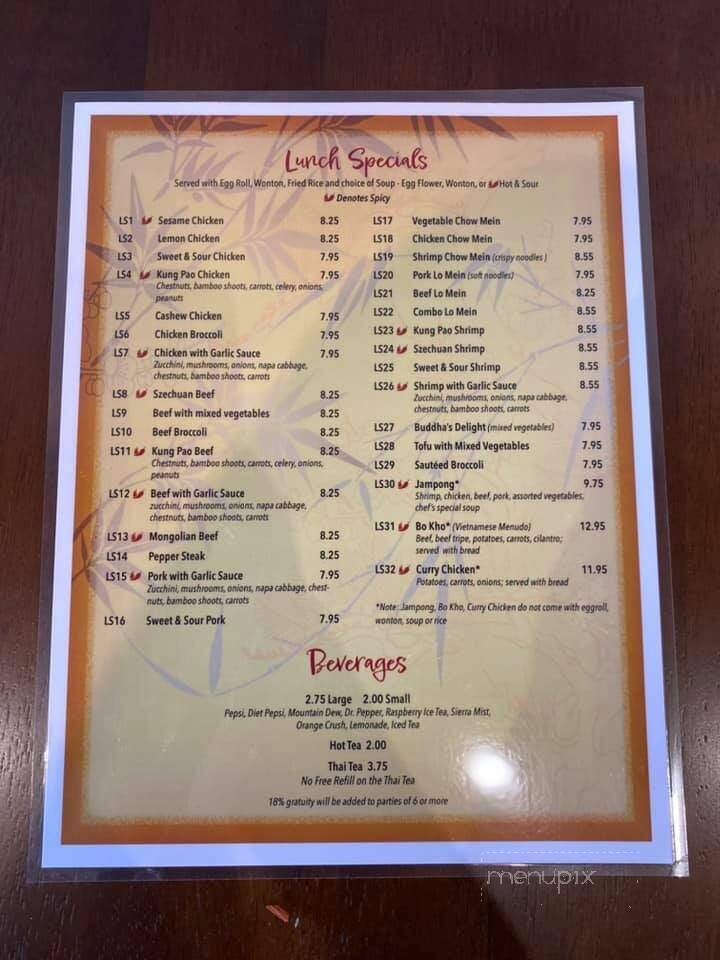 Lunch Specials
Served with Egg Roll, Wonton, Fried Rice and choice of Soup - Egg Flower, Wonton, or Hot & Sour
Denotes Spicy
LS1 Sesame Chicken 8.25
LS2 Lemon Chicken 8.25
LS3 Sweet & Sour Chicken 7.95
LS4 Kung Pao Chicken 7.95
Chestnuts, bamboo shoots, carrots, celery, onions,
peanuts
LS5 Cashew Chicken 7.95
LS6 Chicken Broccoli 7.95
LS7 Chicken with Garlic Sauce 7.95
Zucchini, mushrooms, onions, napa cabbage,
chestnuts, bamboo shoots, carrots
LS8 Szechuan Beef 8.25
LS9 Beef with mixed vegetables 8.25
LS10 Beef Broccoli 8.25
LS11 Kung Pao Beef 8.25
Chestnuts, bamboo shoots, carrots, celery, onions,
peanuts
LS12 Beef with Garlic Sauce 8.25
zucchini, mushrooms, onions, napa cabbage,
chestnuts, bamboo shoots, carrots
LS13 Mongolian Beef 8.25
LS14 Pepper Steak 8.25
LS15 Pork with Garlic Sauce 7.95
Zucchini, mushrooms, onions, napa cabbage, chest-
nuts, bamboo shoots, carrots
LS16 Sweet & Sour Pork 7.95
LS17 Vegetable Chow Mein 7.95
LS18 Chicken Chow Mein 7.95
LS19 Shrimp Chow Mein (crispy noodles ) 8.55
LS20 Pork Lo Mein (soft noodles) 7.95
LS21 Beef Lo Mein 8.25
LS22 Combo Lo Mein 8.55
LS23 Kung Pao Shrimp 8.55
LS24 Szechuan Shrimp 8.55
LS25 Sweet & Sour Shrimp 8.55
LS26 Shrimp with Garlic Sauce 8.55
Zucchini, mushrooms, onions, napa cabbage,
chestnuts, bamboo shoots, carrots
LS27 Buddha's Delight (mixed vegetables) 7.95
LS28 Tofu with Mixed Vegetables 7.95
LS29 Sautéed Broccoli 7.95
LS30 Jampong* 9.75
Shrimp, chicken, beef, pork, assorted vegetables,
chef's special soup
LS31 Bo Kho* (Vietnamese Menudo) 12.95
Beef, beef tripe, potatoes, carrots, cilantro;
served with bread
LS32 Curry Chicken* 11.95
Potatoes, carrots, onions; served with bread
*Note: Jampong, Bo Kho, Curry Chicken do not come with eggroll,
wonton, soup or rice
Beverages
2.75 Large 2.00 Small
Pepsi, Diet Pepsi, Mountain Dew, Dr. Pepper, Raspberry Ice Tea, Sierra Mist,
Orange Crush, Lemonade, Iced Tea
Hot Tea 2.00
Thai Tea 3.75
No Free Refill on the Thai Tea
18% gratuity will be added to parties of 6 or more
menupix